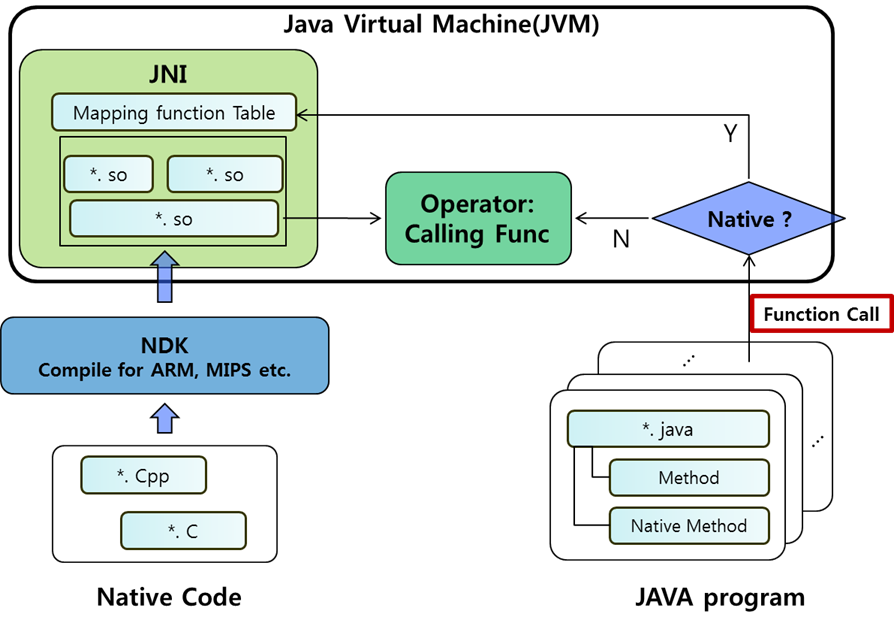 Java Virtual Machine(JVM)
JNI
Mapping function Table
*. so
*. so
*. so
Operator:
Calling Func
Y
N
Native ?
Function Call
NDK
Compile for ARM, MIPS etc.
*. Cpp
*. C
Native Code
...
...
*. java
Method
Native Method
JAVA program